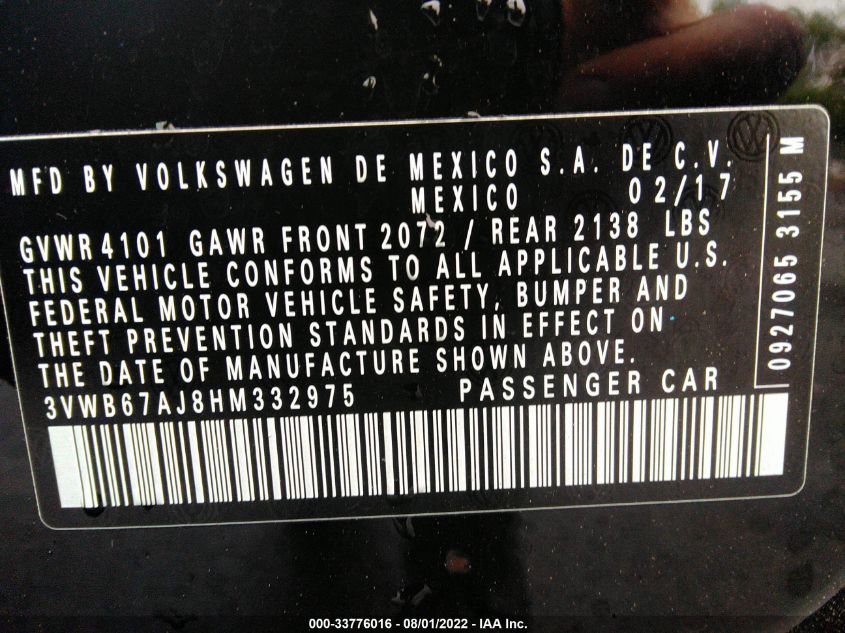 MFD BY VOLKSWAGEN DE MEXICO S.A. DE C.V.
MEXICO 02/17
GVWR4101 GAWR FRONT 2072 / REAR 2138 LBS
THIS VEHICLE CONFORMS TO ALL APPLICABLE U.S.
FEDERAL MOTOR VEHICLE SAFETY, BUMPER AND
THEFT PREVENTION STANDARDS IN EFFECT ON
THE DATE OF MANUFACTURE SHOWN ABOVE.
3VWB67AJ8HM332975 PASSENGER CAR
0927065 3155 M
000-33776016 - 08/01/2022 - IAA Inc.